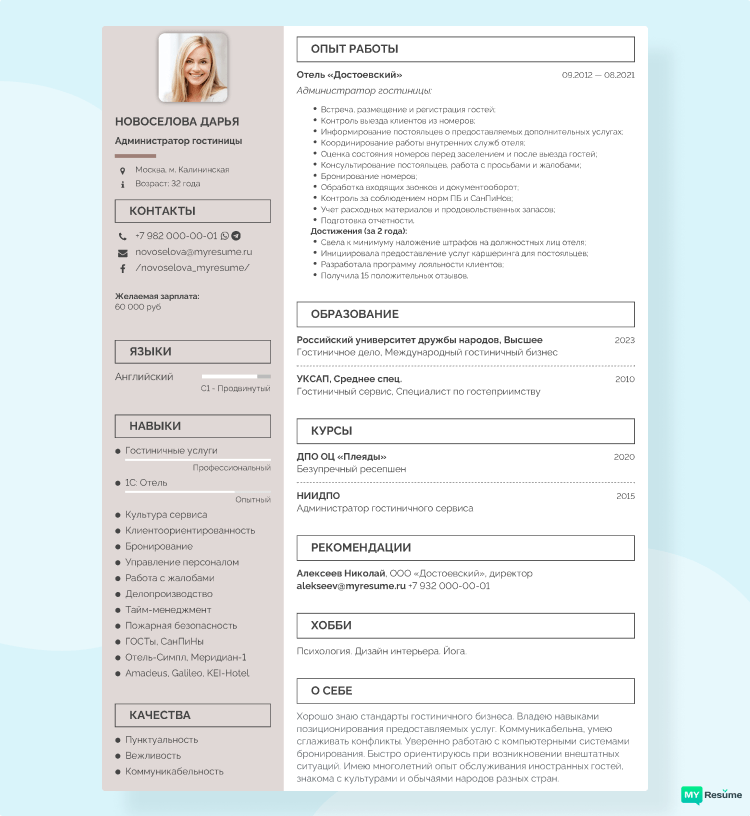 НОВОСЕЛОВА ДАРЬЯ
Администратор гостиницы
Москва, м. Калининская
Возраст: 32 года
КОНТАКТЫ
+7 982 000-00-01
novoselova@myresume.ru
/novoselova_myresume/
Желаемая зарплата:
60 000 руб
ЯЗЫКИ
Английский
C1 - Продвинутый
НАВЫКИ
Гостиничные услуги
Профессиональный
1С: Отель
Опытный
Культура сервиса
Клиентоориентированность
Бронирование
Управление персоналом
Работа с жалобами
Делопроизводство
Тайм-менеджмент
Пожарная безопасность
ГОСТы, СанПиНы
Отель-Симпл, Меридиан-1
Amadeus, Galileo, KEI-Hotel
КАЧЕСТВА
Пунктуальность
Вежливость
Коммуникабельность
ОПЫТ РАБОТЫ
Отель «Достоевский» 09.2012 — 08.2021
Администратор гостиницы:
Встреча, размещение и регистрация гостей;
Контроль выезда клиентов из номеров;
Информирование постояльцев о предоставляемых дополнительных услугах;
Координирование работы внутренних служб отеля;
Оценка состояния номеров перед заселением и после выезда гостей;
Консультирование постояльцев, работа с просьбами и жалобами;
Бронирование номеров;
Обработка входящих звонков и документооборот;
Контроль за соблюдением норм ПБ и СанПиНов;
Учет расходных материалов и продовольственных запасов;
Подготовка отчетности.
Достижения (за 2 года):
Свела к минимуму наложение штрафов на должностных лиц отеля;
Инициировала предоставление услуг каршеринга для постояльцев;
Разработала программу лояльности клиентов;
Получила 15 положительных отзывов.
ОБРАЗОВАНИЕ
Российский университет дружбы народов, Высшее 2023
Гостиничное дело, Международный гостиничный бизнес
УКСАП, Среднее спец. 2010
Гостиничный сервис, Специалист по гостеприимству
КУРСЫ
ДПО ОЦ «Плеяды» 2020
Безупречный ресепшен
НИИДПО 2015
Администратор гостиничного сервиса
РЕКОМЕНДАЦИИ
Алексеев Николай, ООО «Достоевский», директор
alekseev@myresume.ru +7 932 000-00-01
ХОББИ
Психология. Дизайн интерьера. Йога.
О СЕБЕ
Хорошо знаю стандарты гостиничного бизнеса. Владею навыками
позиционирования предоставляемых услуг. Коммуникабельна, умею
сглаживать конфликты. Уверенно работаю с компьютерными системами
бронирования. Быстро ориентируюсь при возникновении внештатных
ситуаций. Имею многолетний опыт обслуживания иностранных гостей,
знакома с культурами и обычаями народов разных стран.
MY Resume